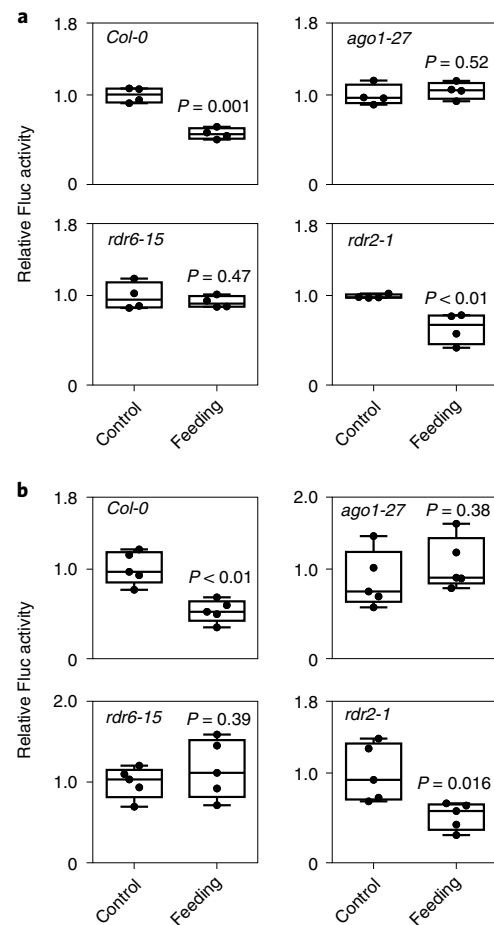 a
Relative Fluc activity
1.8
1.0
0
Col-0
P = 0.001
1.8
1.0
0
ago1-27
P = 0.52
1.8
1.0
0
rdr6-15
P = 0.47
Control
Feeding
1.8
1.0
0
rdr2-1
P < 0.01
Control
Feeding
b
Relative Fluc activity
1.8
1.0
0
Col-0
P < 0.01
2.0
1.0
0
ago1-27
P = 0.38
2.0
1.0
0
rdr6-15
P = 0.39
Control
Feeding
1.8
1.0
0
rdr2-1
P = 0.016
Control
Feeding